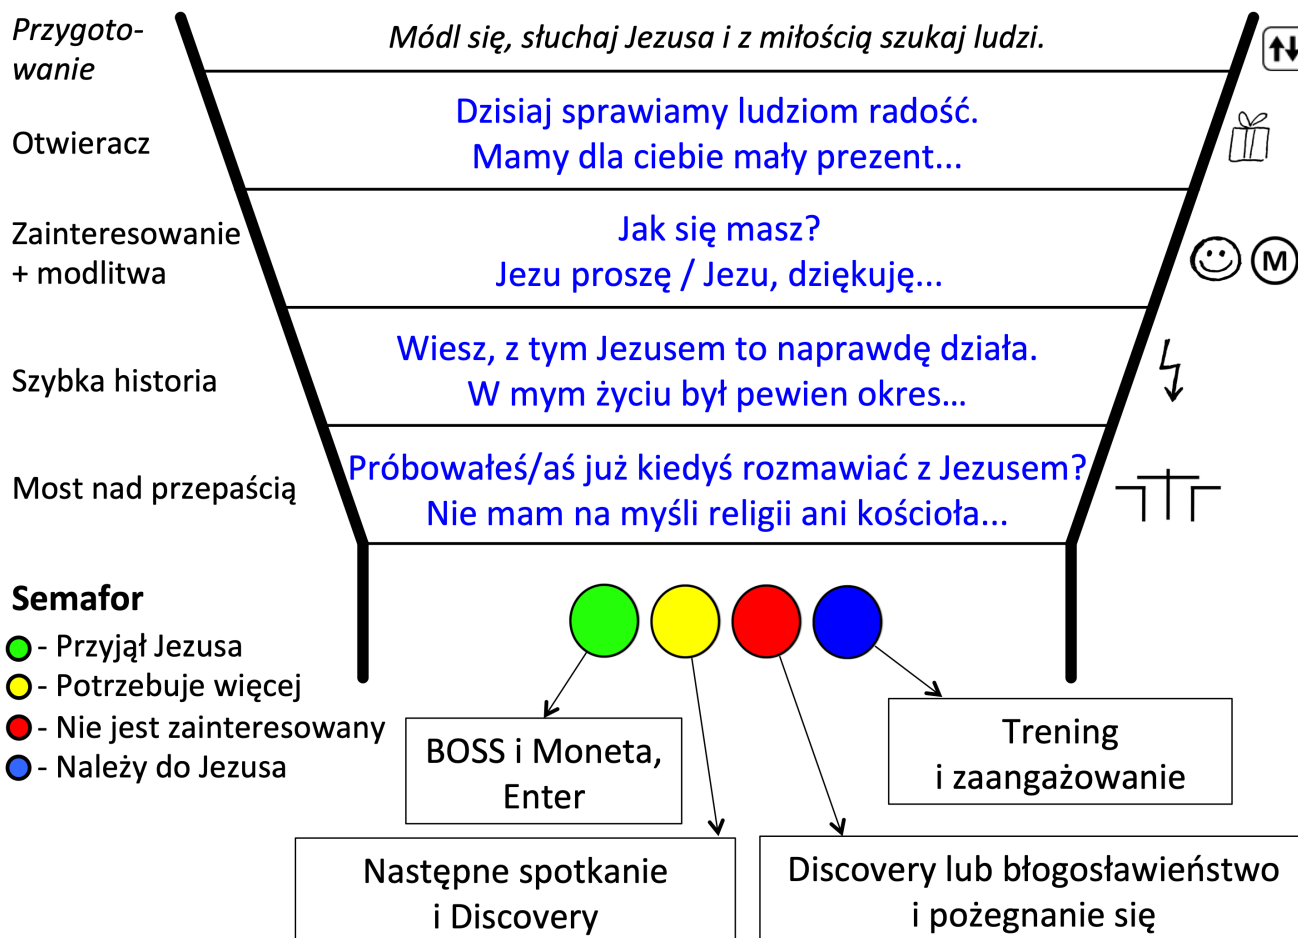 Przygoto-
wanie
Módl się, słuchaj Jezusa i z miłością szukaj ludzi.
Otwieracz
Dzisiaj sprawiamy ludziom radość.
Mamy dla ciebie mały prezent...
Zainteresowanie
+ modlitwa
Jak się masz?
Jezu proszę / Jezu, dziękuję...
M
Szybka historia
Wiesz, z tym Jezusem to naprawdę działa.
W mym życiu był pewien okres...
Most nad przepaścią
Próbowałeś/aś już kiedyś rozmawiać z Jezusem?
Nie mam na myśli religii ani kościoła...
Semafor
- Przyjął Jezusa
- Potrzebuje więcej
- Nie jest zainteresowany
- Należy do Jezusa
BOSS i Moneta,
Enter
Trening
i zaangażowanie
Następne spotkanie
i Discovery
Discovery lub błogosławieństwo
i pożegnanie się